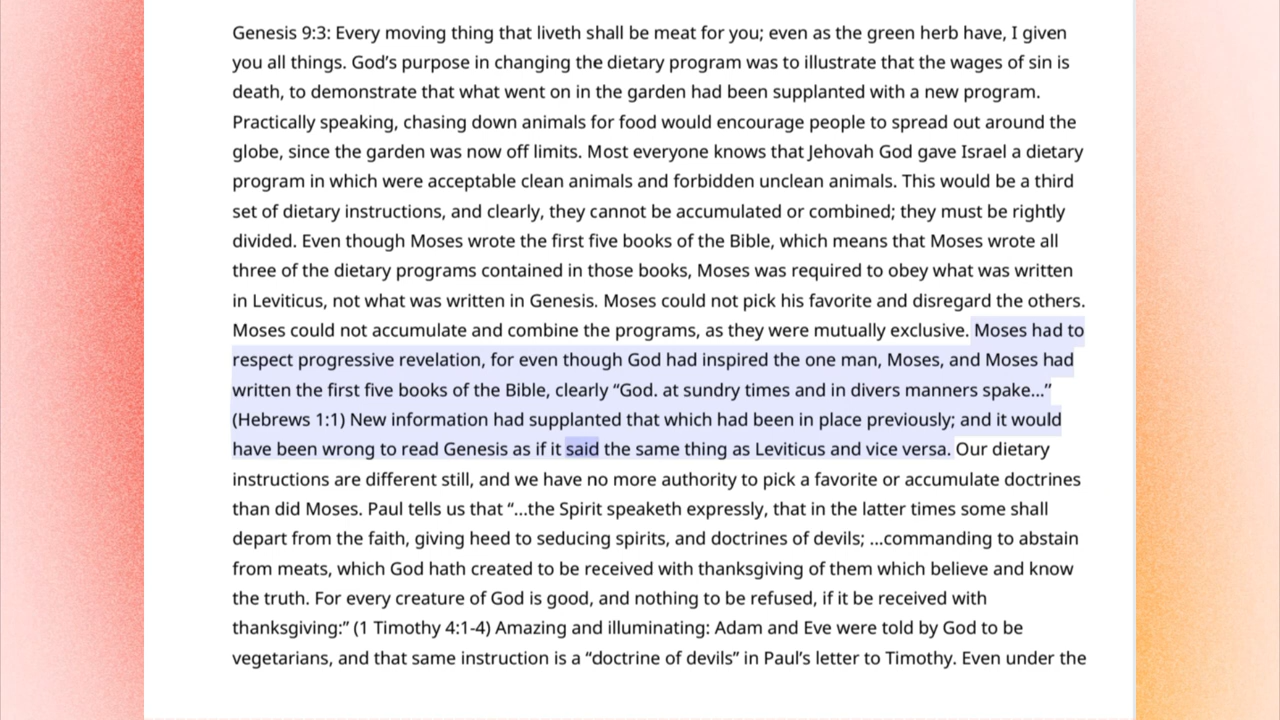 Genesis 9:3: Every moving thing that liveth shall be meat for you; even as the green herb have, I given
you all things. God’s purpose in changing the dietary program was to illustrate that the wages of sin is
death, to demonstrate that what went on in the garden had been supplanted with a new program.
Practically speaking, chasing down animals for food would encourage people to spread out around the
globe, since the garden was now off limits. Most everyone knows that Jehovah God gave Israel a dietary
program in which were acceptable clean animals and forbidden unclean animals. This would be a third
set of dietary instructions, and clearly, they cannot be accumulated or combined; they must be rightly
divided. Even though Moses wrote the first five books of the Bible, which means that Moses wrote all
three of the dietary programs contained in those books, Moses was required to obey what was written
in Leviticus, not what was written in Genesis. Moses could not pick his favorite and disregard the others.
Moses could not accumulate and combine the programs, as they were mutually exclusive. Moses had to
respect progressive revelation, for even though God had inspired the one man, Moses, and Moses had
written the first five books of the Bible, clearly “God. at sundry times and in divers manners spake...”
(Hebrews 1:1) New information had supplanted that which had been in place previously; and it would
have been wrong to read Genesis as if it said the same thing as Leviticus and vice versa. Our dietary
instructions are different still, and we have no more authority to pick a favorite or accumulate doctrines
than did Moses. Paul tells us that “...the Spirit speaketh expressly, that in the latter times some shall
depart from the faith, giving heed to seducing spirits, and doctrines of devils; ...commanding to abstain
from meats, which God hath created to be received with thanksgiving of them which believe and know
the truth. For every creature of God is good, and nothing to be refused, if it be received with
thanksgiving:” (1 Timothy 4:1-4) Amazing and illuminating: Adam and Eve were told by God to be
vegetarians, and that same instruction is a “doctrine of devils” in Paul’s letter to Timothy. Even under the